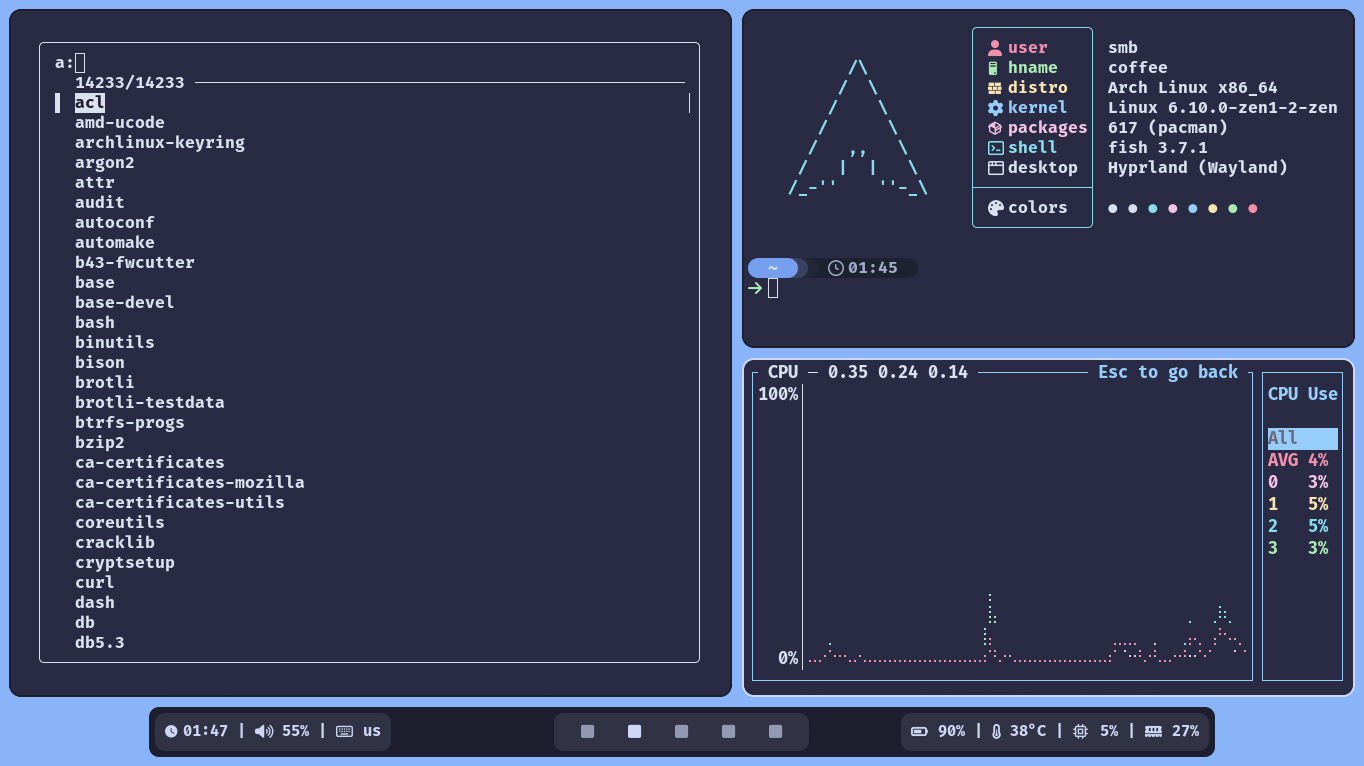 a:
14233/14233
acl
amd-ucode
archlinux-keyring
argon2
attr
audit
autoconf
automake
b43-fwcutter
base
base-devel
bash
binutils
bison
brotli
brotli-testdata
btrfs-progs
bzip2
ca-certificates
ca-certificates-mozilla
ca-certificates-utils
coreutils
cracklib
cryptsetup
curl
dash
db
db5.3
user smb
hname coffee
distro Arch Linux x86_64
kernel Linux 6.10.0-zen1-2-zen
packages 617 (pacman)
shell fish 3.7.1
desktop Hyprland (Wayland)
colors
~ 01:45
CPU — 0.35 0.24 0.14 Esc to go back
100%
0%
CPU Use
All
AVG 4%
0 3%
1 5%
2 5%
3 3%
01:47 | 55% | us
90% | 38°C | 5% | 27%